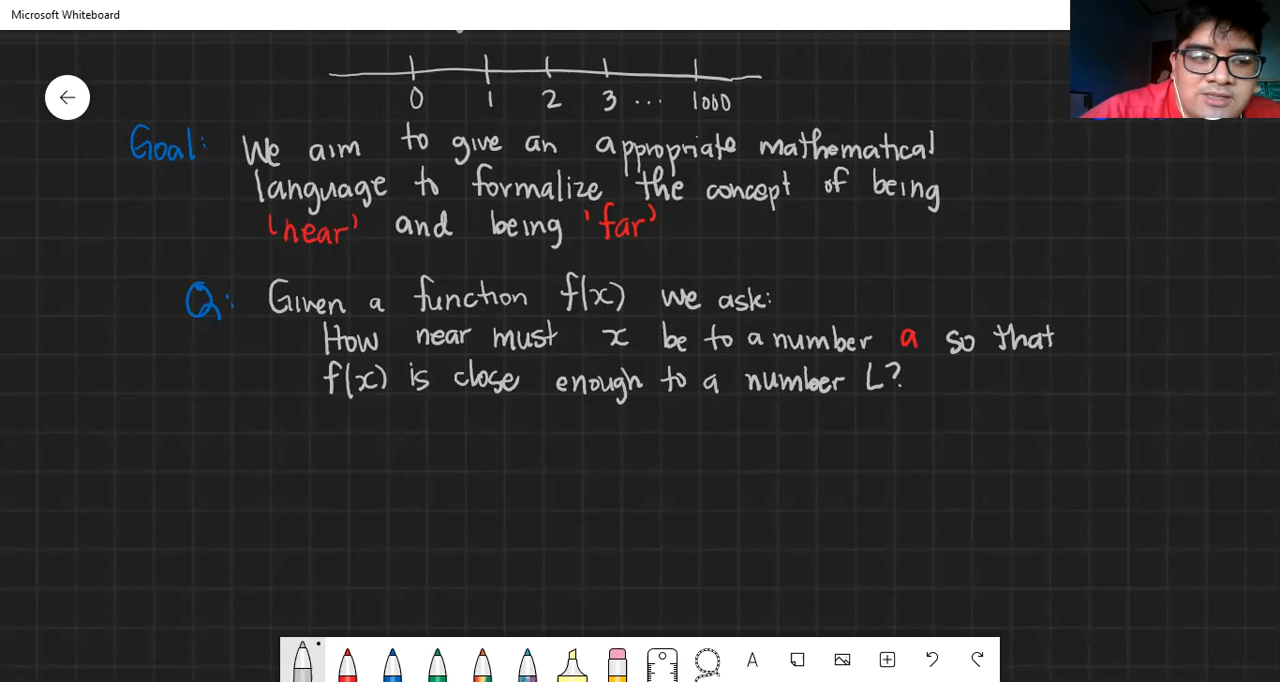 Microsoft Whiteboard
0 1 2 3 ... 1000
Goal: We aim to give an appropriate mathematical
language to formalize the concept of being
'near' and being 'far'
Q: Given a function f(x) we ask:
How near must x be to a number a so that
f(x) is close enough to a number L?
A